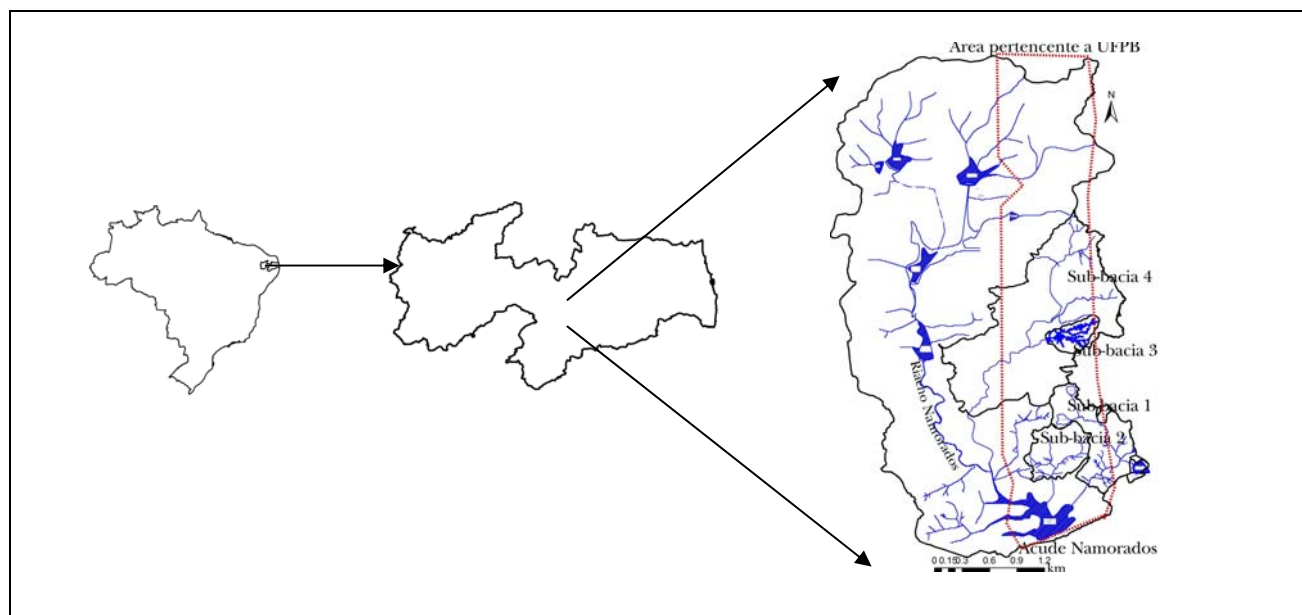 Area pertencente a UFPB
N
Sub-bacia 4
Sub-bacia 3
Riacho Namorados
Sub-bacia 1
Sub-bacia 2
Acude Namorados
0 0.15 0.3 0.6 0.9 1.2
km